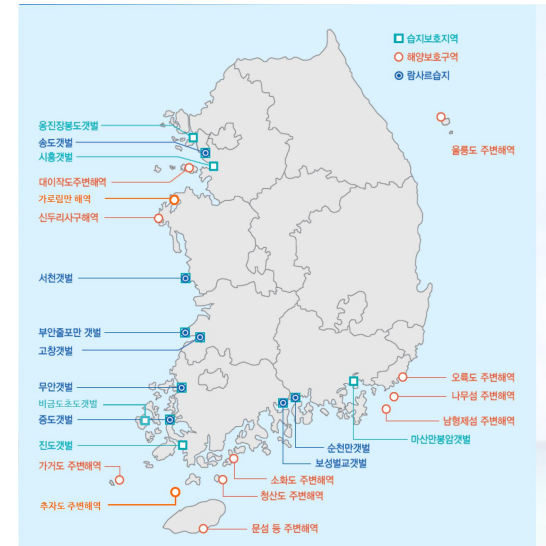 습지보호지역
해양보호구역
람사르습지
옹진장봉도갯벌
송도갯벌
시흥갯벌
대이작도주변해역
가로림만 해역
신두리사구해역
서천갯벌
부안줄포만 갯벌
고창갯벌
무안갯벌
비금도초도갯벌
증도갯벌
진도갯벌
가거도 주변해역
추자도 주변해역
울릉도 주변해역
오륙도 주변해역
나무섬 주변해역
남형제섬 주변해역
마산만봉암갯벌
순천만갯벌
보성벌교갯벌
소화도 주변해역
청산도 주변해역
문섬 등 주변해역